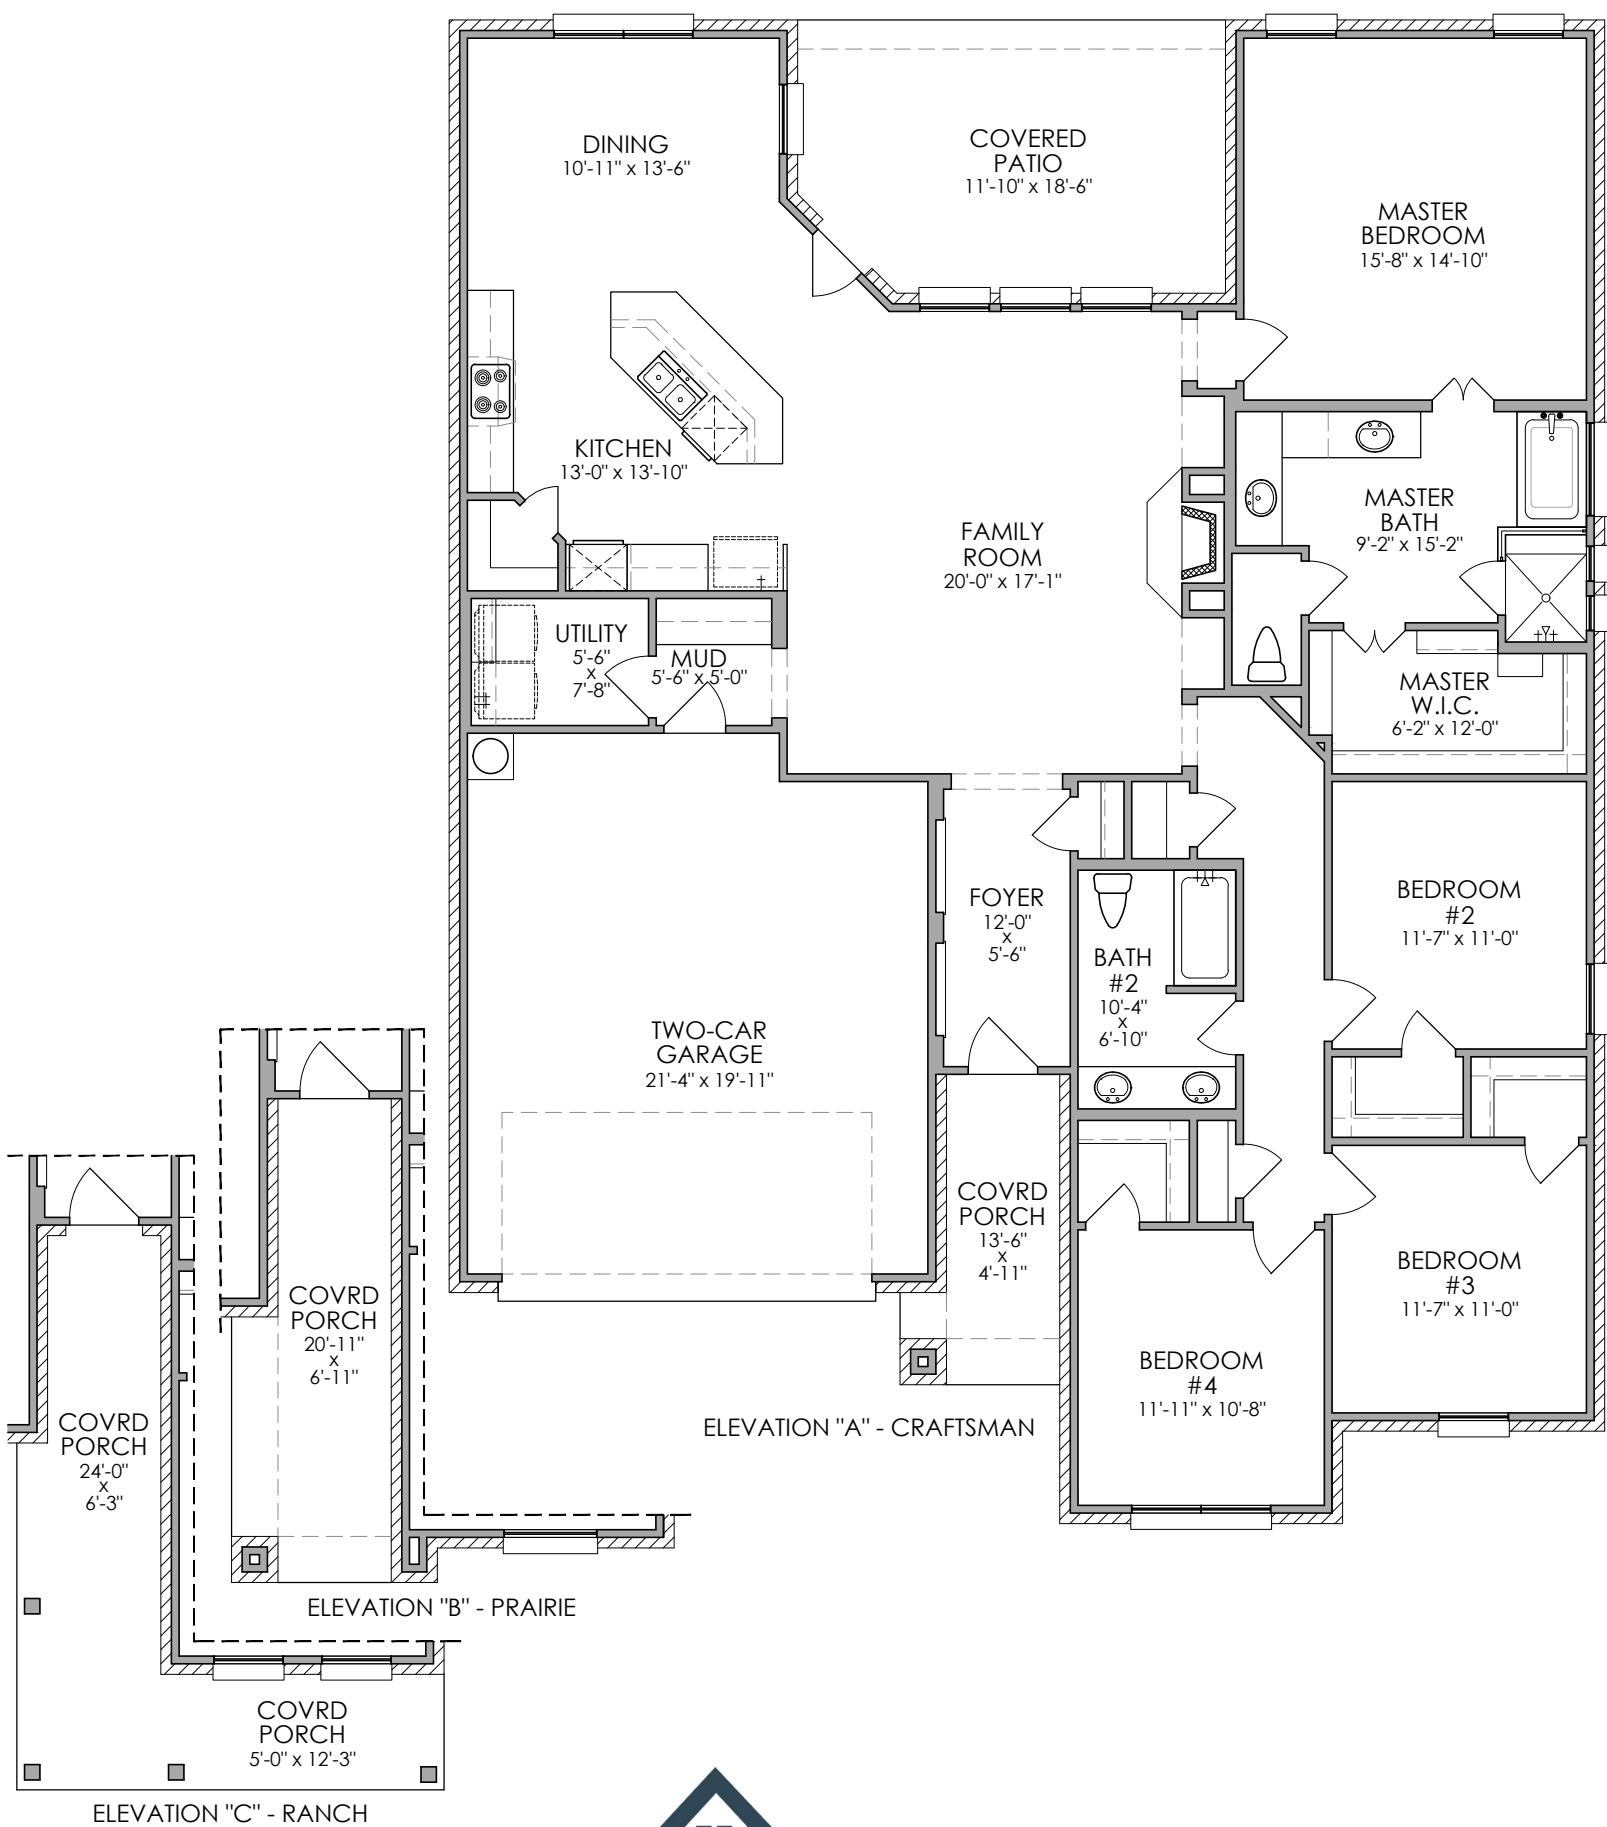 DINING
10'-11" x 13'-6"
COVERED
PATIO
11'-10" x 18'-6"
MASTER
BEDROOM
15'-8" x 14'-10"
KITCHEN
13'-0" x 13'-10"
FAMILY
ROOM
20'-0" x 17'-1"
MASTER
BATH
9'-2" x 15'-2"
UTILITY
5'-6"
x
7'-8"
MUD
5'-6" x 5'-0"
MASTER
W.I.C.
6'-2" x 12'-0"
FOYER
12'-0"
x
5'-6"
BEDROOM
#2
11'-7" x 11'-0"
BATH
#2
10'-4"
x
6'-10"
TWO-CAR
GARAGE
21'-4" x 19'-11"
COVRD
PORCH
13'-6"
x
4'-11"
BEDROOM
#3
11'-7" x 11'-0"
BEDROOM
#4
11'-11" x 10'-8"
ELEVATION "A" - CRAFTSMAN
COVRD
PORCH
20'-11"
x
6'-11"
ELEVATION "B" - PRAIRIE
COVRD
PORCH
24'-0"
x
6'-3"
COVRD
PORCH
5'-0" x 12'-3"
ELEVATION "C" - RANCH